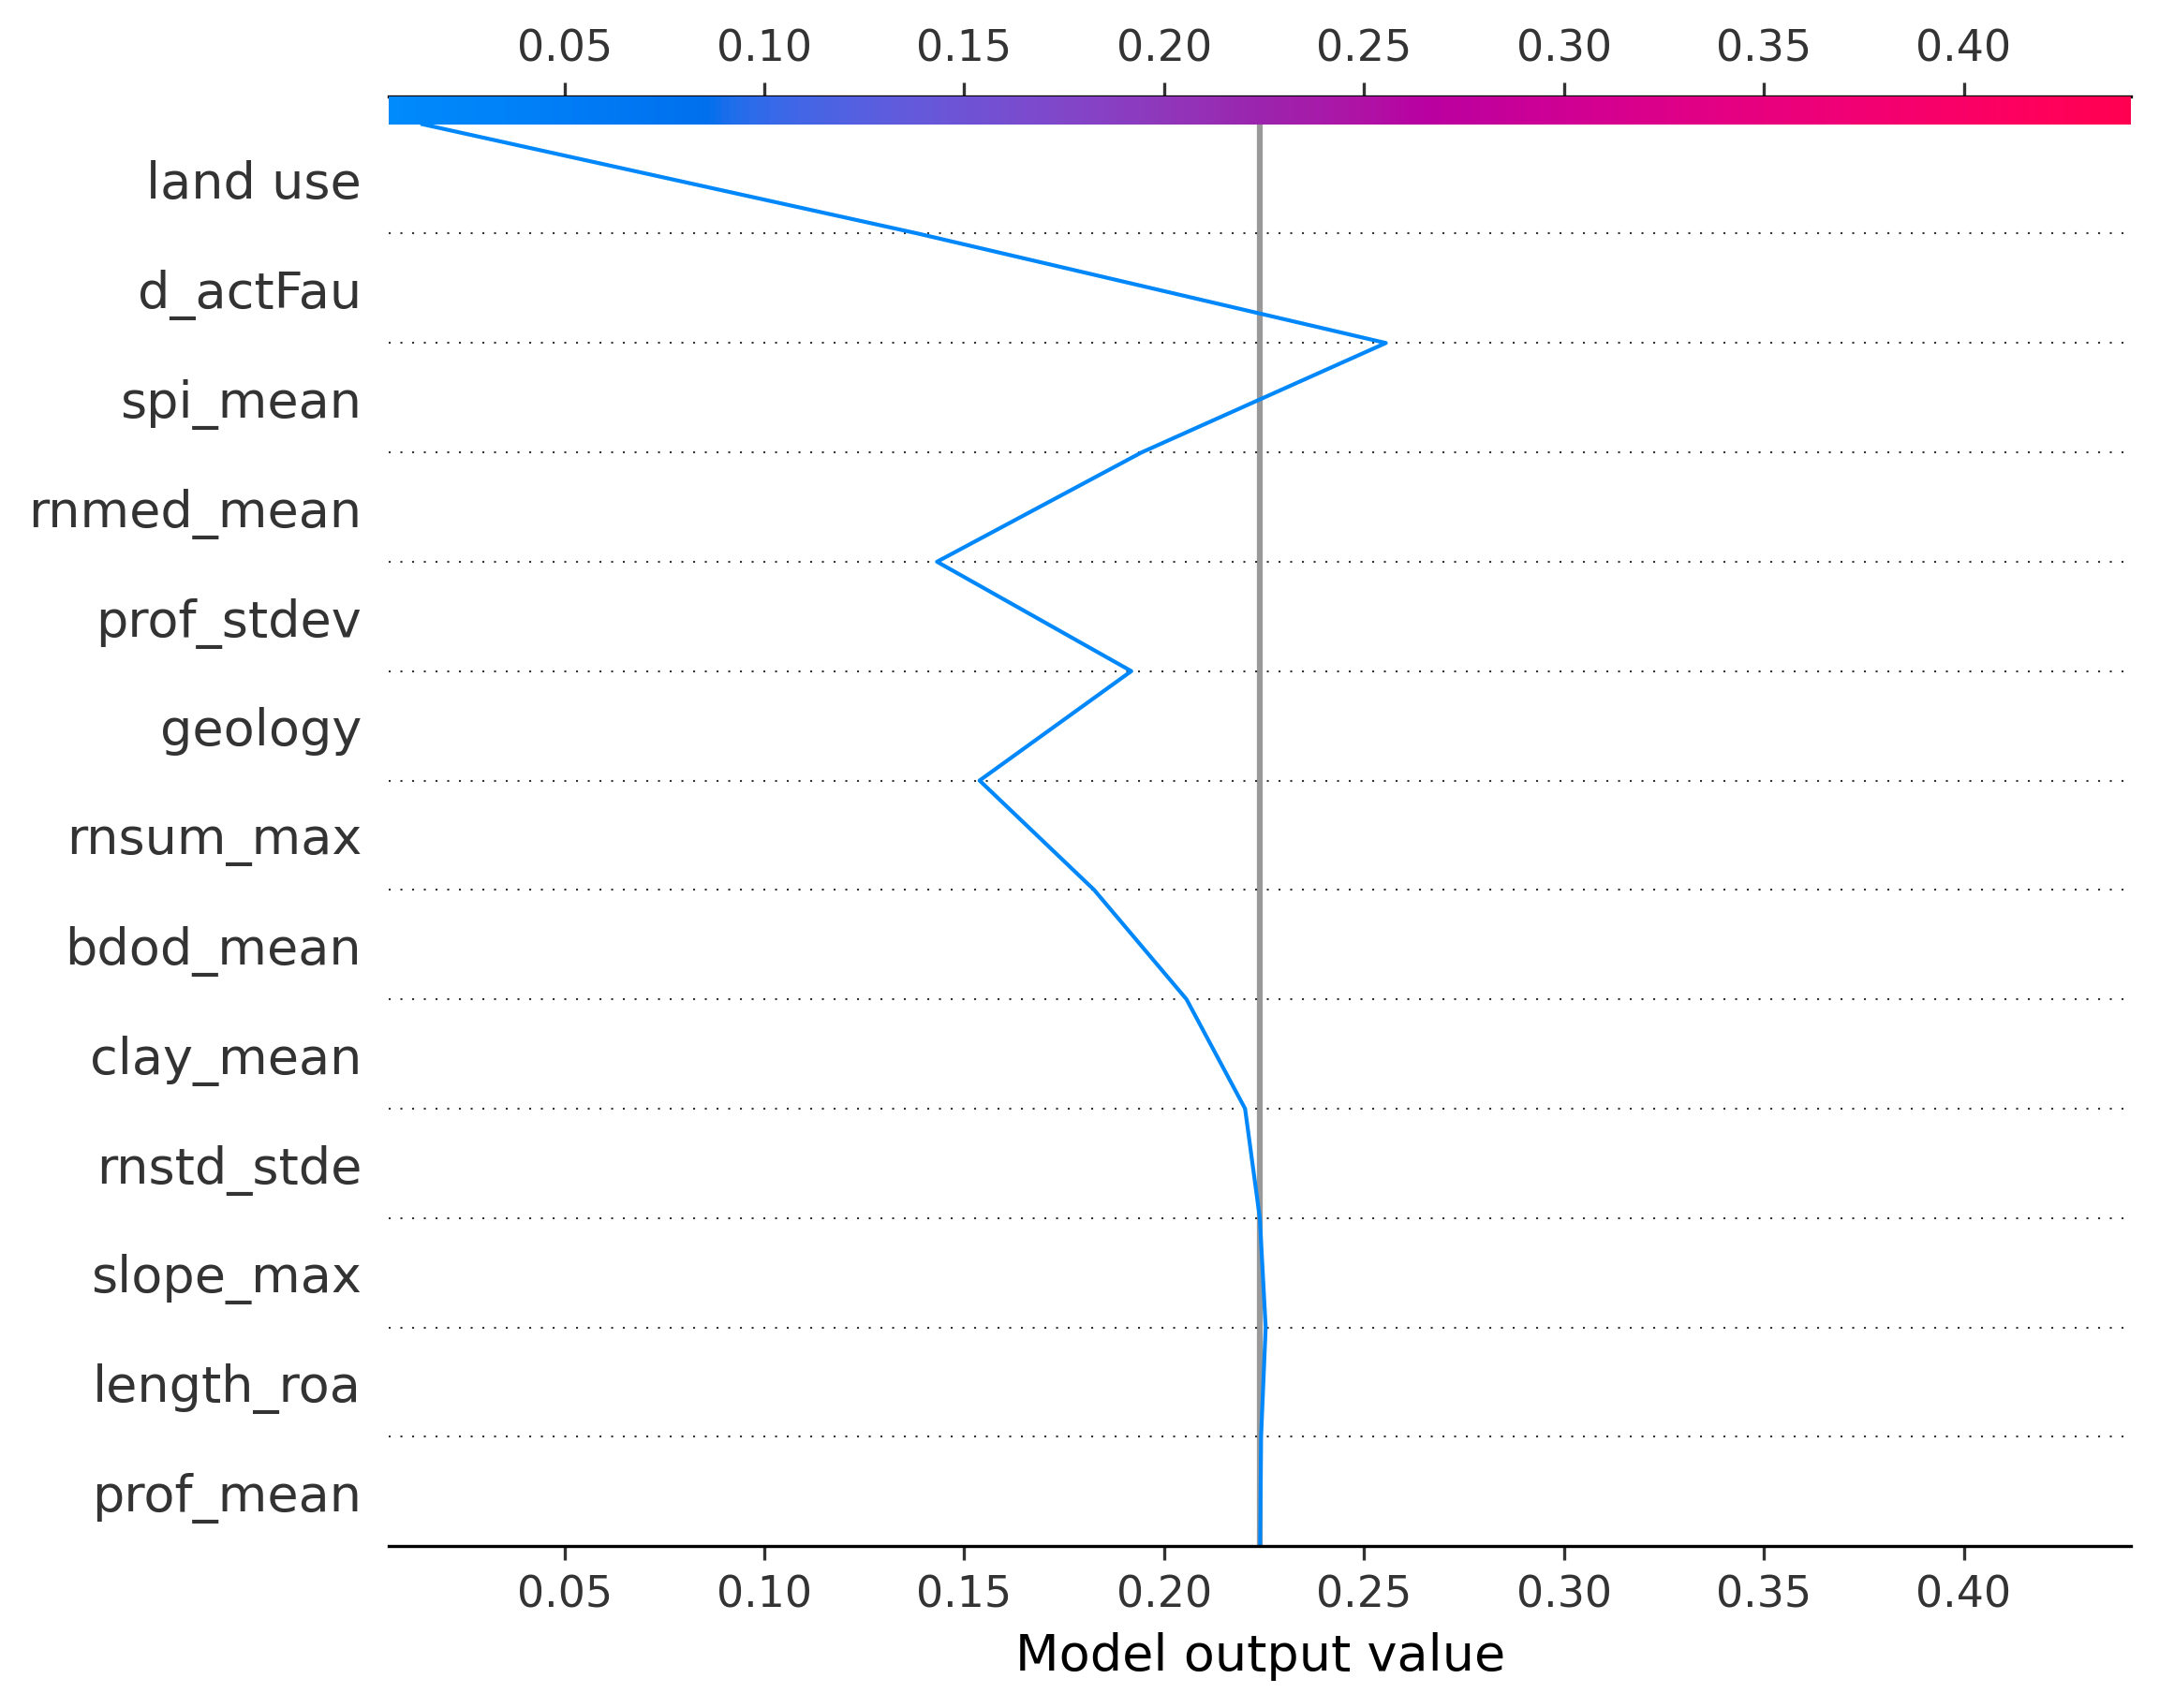 0.05 0.10 0.15 0.20 0.25 0.30 0.35 0.40
land use
d_actFau
spi_mean
rnmed_mean
prof_stdev
geology
rnsum_max
bdod_mean
clay_mean
rnstd_stde
slope_max
length_roa
prof_mean
0.05 0.10 0.15 0.20 0.25 0.30 0.35 0.40
Model output value